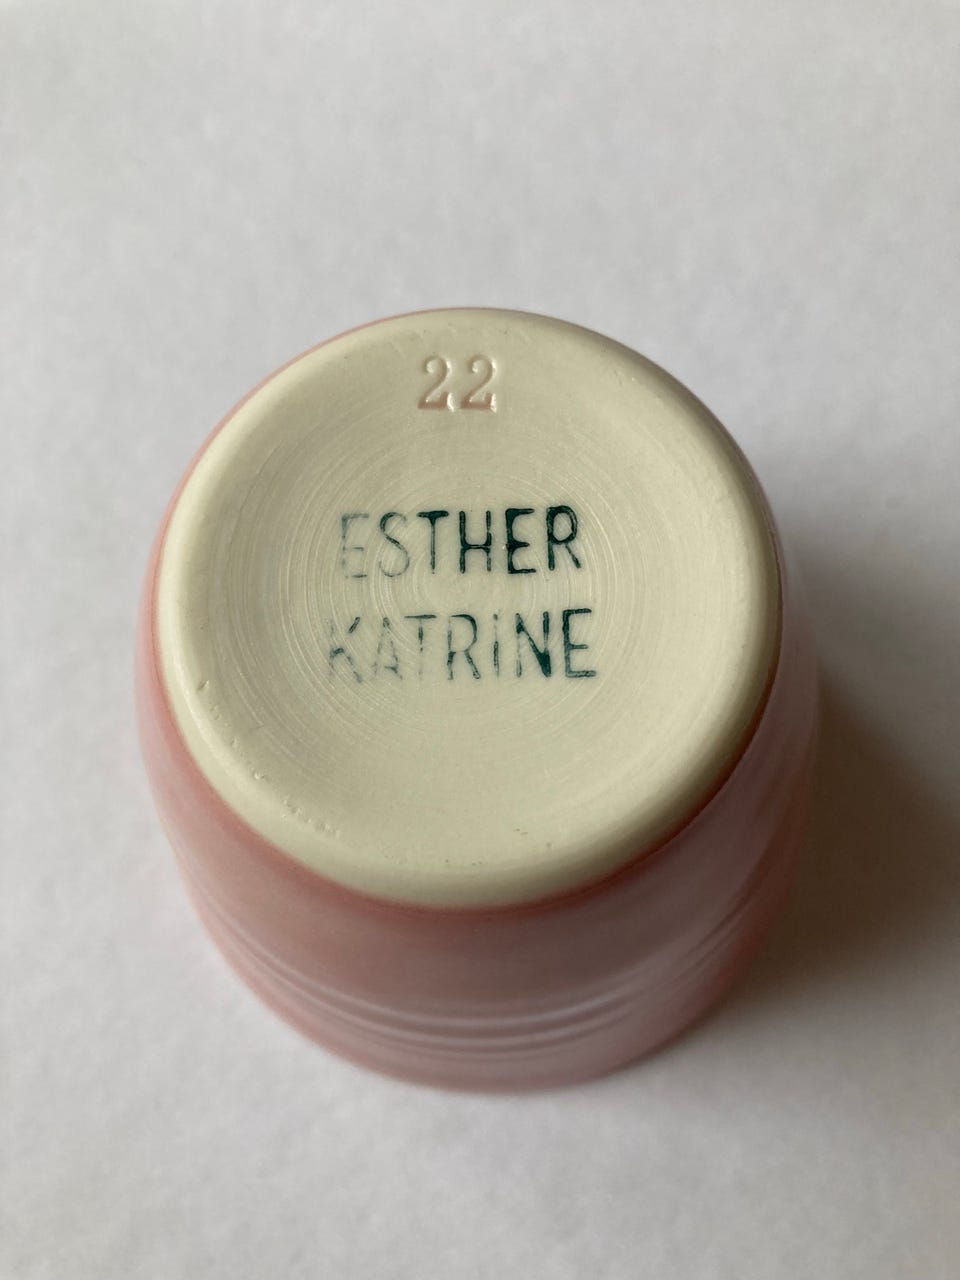 22
ESTHER
KATRINE